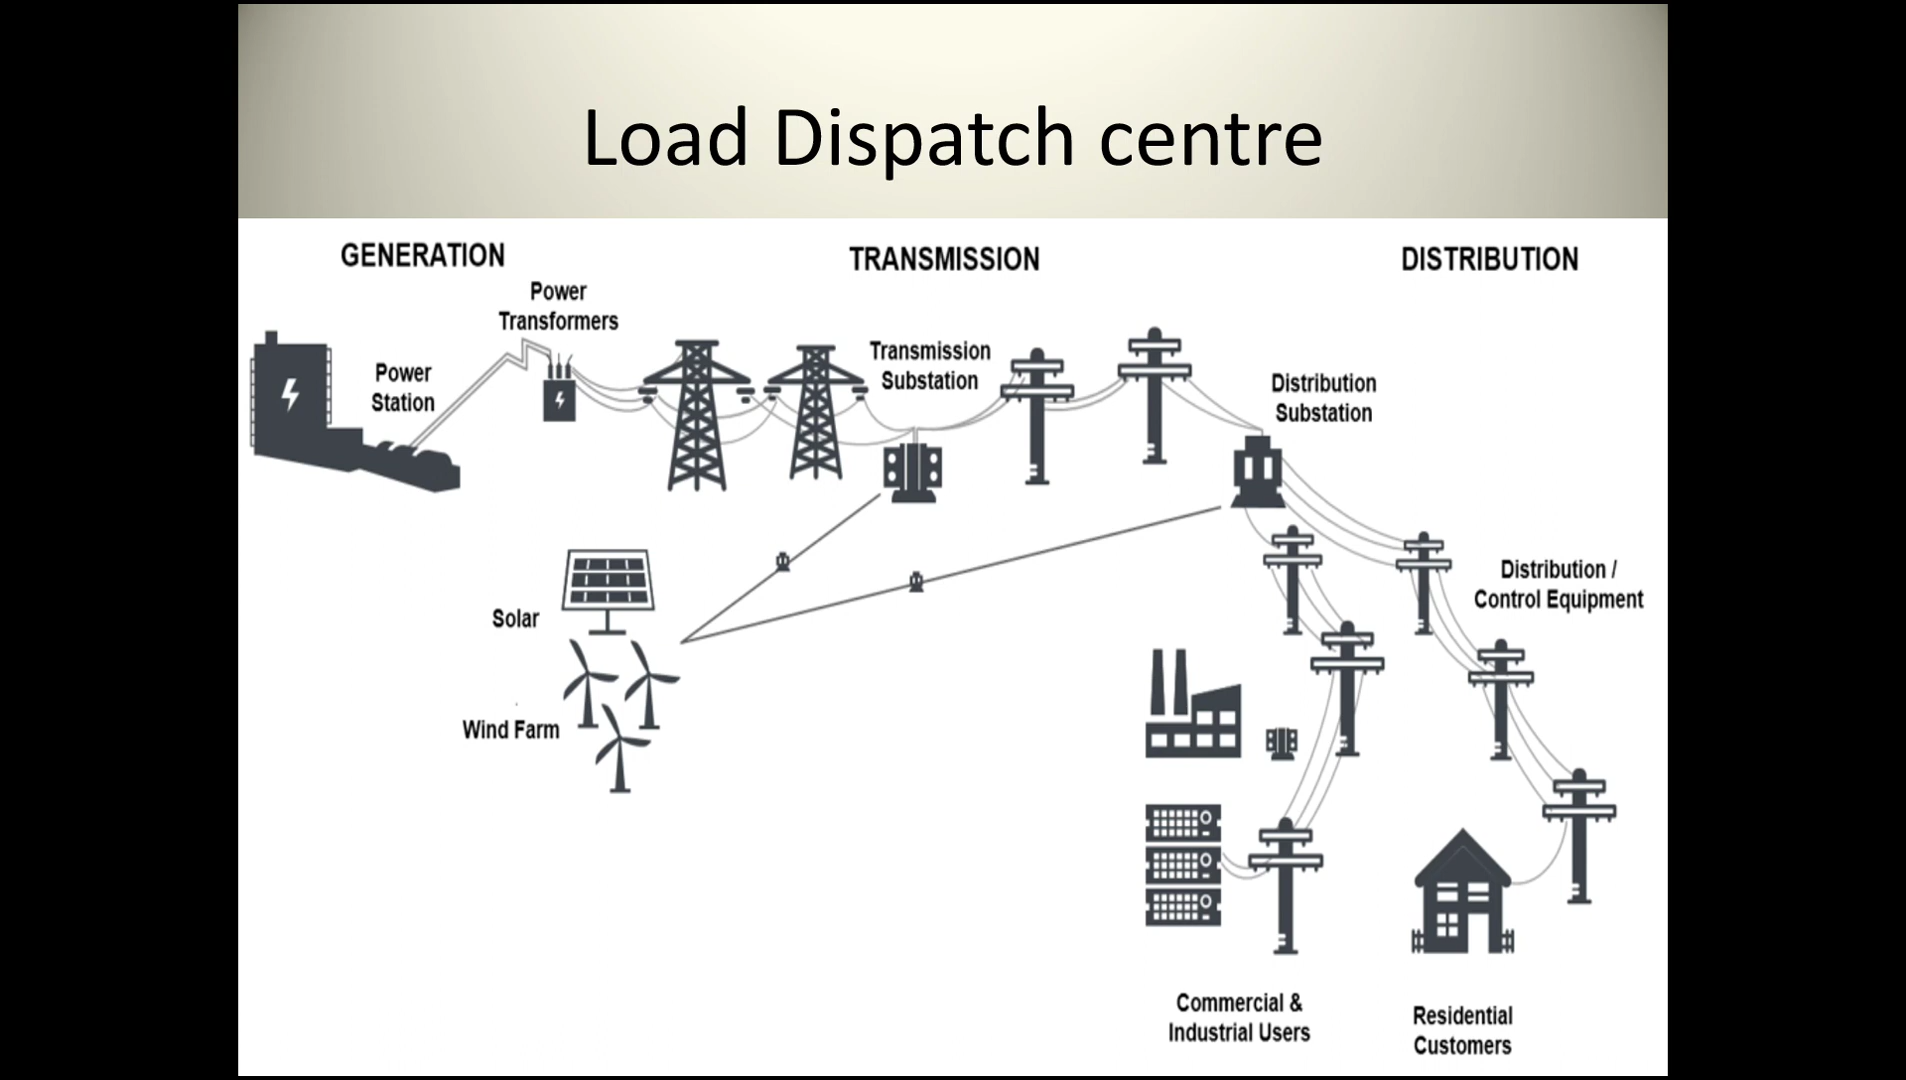 Load Dispatch centre
GENERATION
TRANSMISSION
DISTRIBUTION
Power
Transformers
Power
Station
Transmission
Substation
Distribution
Substation
Distribution /
Control Equipment
Solar
Wind Farm
Commercial &
Industrial Users
Residential
Customers